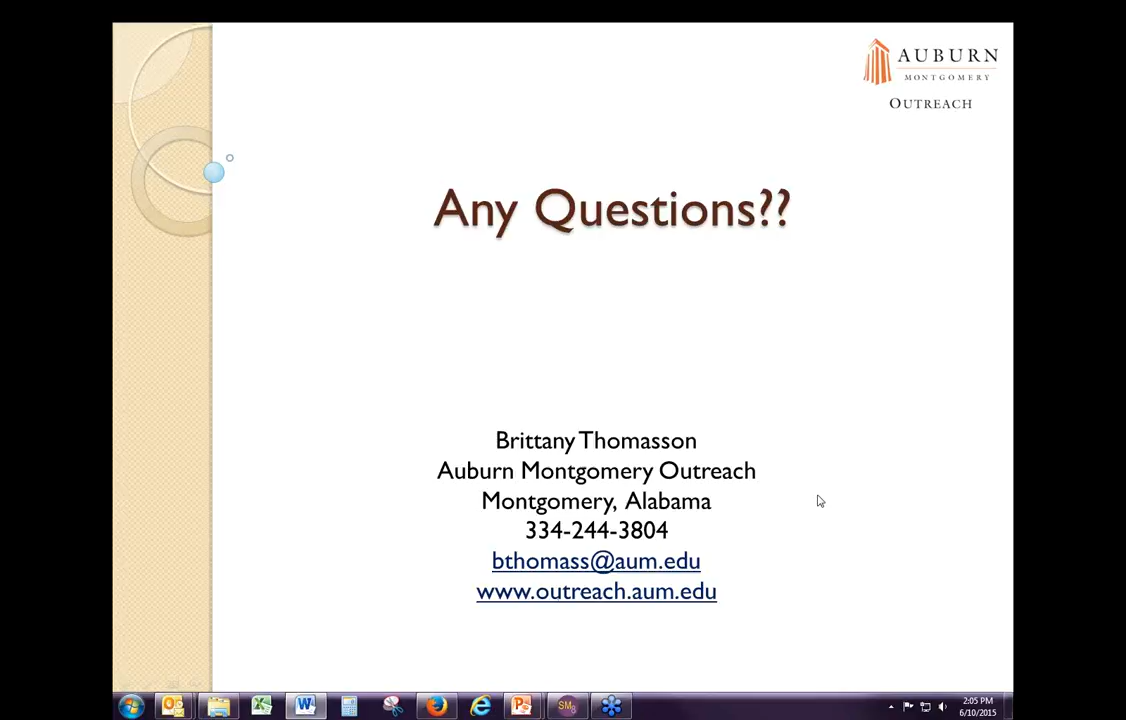 AUBURN
MONTGOMERY
OUTREACH
Any Questions??
Brittany Thomasson
Auburn Montgomery Outreach
Montgomery, Alabama
334-244-3804
bthomass@aum.edu
www.outreach.aum.edu
2:05 PM
6/10/2015